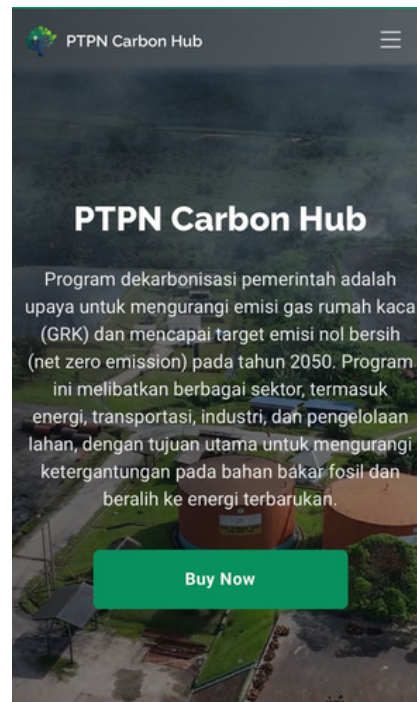 PTPN Carbon Hub
PTPN Carbon Hub
Program dekarbonisasi pemerintah adalah
upaya untuk mengurangi emisi gas rumah kaca
(GRK) dan mencapai target emisi nol bersih
(net zero emission) pada tahun 2050. Program
ini melibatkan berbagai sektor, termasuk
energi, transportasi, industri, dan pengelolaan
lahan, dengan tujuan utama untuk mengurangi
ketergantungan pada bahan bakar fosil dan
beralih ke energi terbarukan.
Buy Now